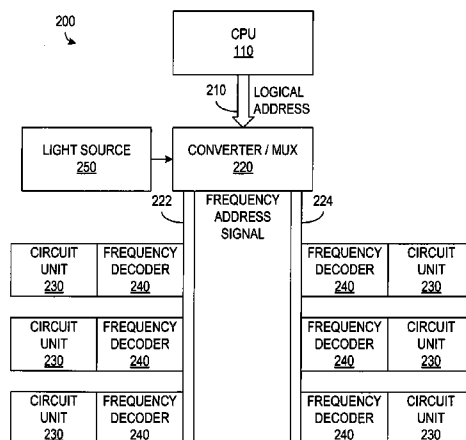 200
CPU
110
210
LOGICAL
ADDRESS
LIGHT SOURCE
250
CONVERTER / MUX
220
222
FREQUENCY
ADDRESS
SIGNAL
224
CIRCUIT
UNIT
230
FREQUENCY
DECODER
240
FREQUENCY
DECODER
240
CIRCUIT
UNIT
230
CIRCUIT
UNIT
230
FREQUENCY
DECODER
240
FREQUENCY
DECODER
240
CIRCUIT
UNIT
230
CIRCUIT
UNIT
230
FREQUENCY
DECODER
240
FREQUENCY
DECODER
240
CIRCUIT
UNIT
230